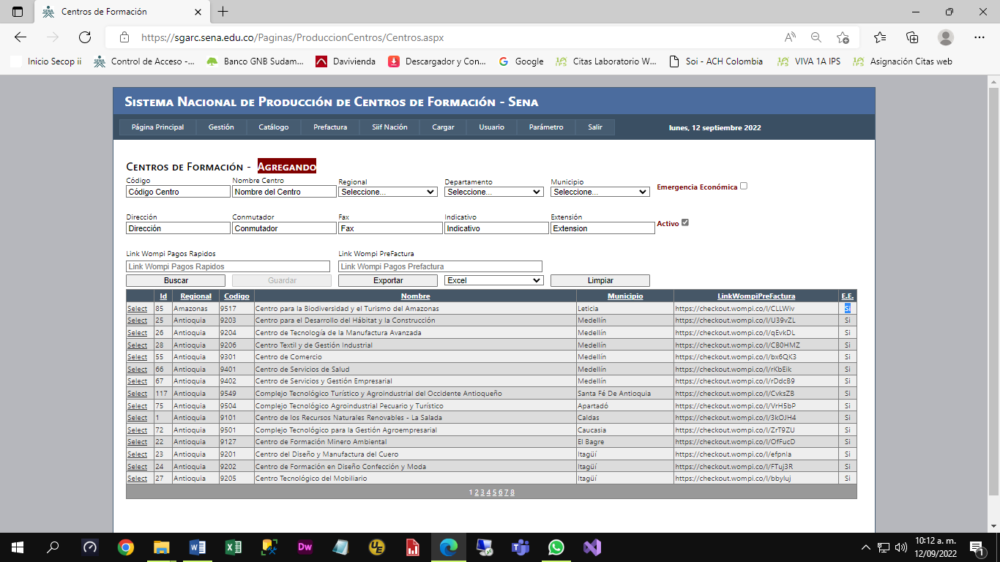 Centros de Formación
https://sgarc.sena.edu.co/Paginas/ProduccionCentros/Centros.aspx
Inicio Secop ii Control de Acceso -... Banco GNB Sudam... Davivienda Descargador y Con... Google Citas Laboratorio W... Soi - ACH Colombia VIVA 1A IPS Asignación Citas web
Sistema Nacional de Producción de Centros de Formación - Sena
Página Principal Gestión Catálogo Prefactura Siif Nación Cargar Usuario Parámetro Salir lunes, 12 septiembre 2022
Centros de Formación - Agregando
Código Nombre Centro Regional Departamento Municipio
Código Centro Nombre del Centro Seleccione... Seleccione... Seleccione... Emergencia Económica
Dirección Conmutador Fax Indicativo Extensión
Dirección Conmutador Fax Indicativo Extension Activo
Link Wompi Pagos Rapidos Link Wompi PreFactura
Link Wompi Pagos Rapidos Link Wompi Pagos Prefactura
Buscar Guardar Exportar Excel Limpiar
Id Regional Codigo Nombre Municipio LinkWompiPreFactura E.E.
Select 85 Amazonas 9517 Centro para la Biodiversidad y el Turismo del Amazonas Leticia https://checkout.wompi.co/l/CLLWiv Si
Select 25 Antioquia 9203 Centro para el Desarrollo del Hábitat y la Construcción Medellín https://checkout.wompi.co/l/U39vZL Si
Select 26 Antioquia 9204 Centro de Tecnología de la Manufactura Avanzada Medellín https://checkout.wompi.co/l/qEvkDL Si
Select 28 Antioquia 9206 Centro Textil y de Gestión Industrial Medellín https://checkout.wompi.co/l/CB0HMZ Si
Select 55 Antioquia 9301 Centro de Comercio Medellín https://checkout.wompi.co/l/bx6QK3 Si
Select 66 Antioquia 9401 Centro de Servicios de Salud Medellín https://checkout.wompi.co/l/rKbEik Si
Select 67 Antioquia 9402 Centro de Servicios y Gestión Empresarial Medellín https://checkout.wompi.co/l/rDdcB9 Si
Select 117 Antioquia 9549 Complejo Tecnológico Turístico y Agroindustrial del Occidente Antioqueño Santa Fé De Antioquia https://checkout.wompi.co/l/CvksZB Si
Select 75 Antioquia 9504 Complejo Tecnológico Agroindustrial Pecuario y Turístico Apartadó https://checkout.wompi.co/l/VrH5bP Si
Select 1 Antioquia 9101 Centro de los Recursos Naturales Renovables - La Salada Caldas https://checkout.wompi.co/l/3kOJH4 Si
Select 72 Antioquia 9501 Complejo Tecnológico para la Gestión Agroempresarial Caucasia https://checkout.wompi.co/l/ZrT9ZU Si
Select 22 Antioquia 9127 Centro de Formación Minero Ambiental El Bagre https://checkout.wompi.co/l/OfFucD Si
Select 23 Antioquia 9201 Centro del Diseño y Manufactura del Cuero Itagüí https://checkout.wompi.co/l/efpnla Si
Select 24 Antioquia 9202 Centro de Formación en Diseño Confección y Moda Itagüí https://checkout.wompi.co/l/FTuj3R Si
Select 27 Antioquia 9205 Centro Tecnológico del Mobiliario Itagüí https://checkout.wompi.co/l/bbyluj Si
1 2 3 4 5 6 7 8
10:12 a. m.
12/09/2022
1